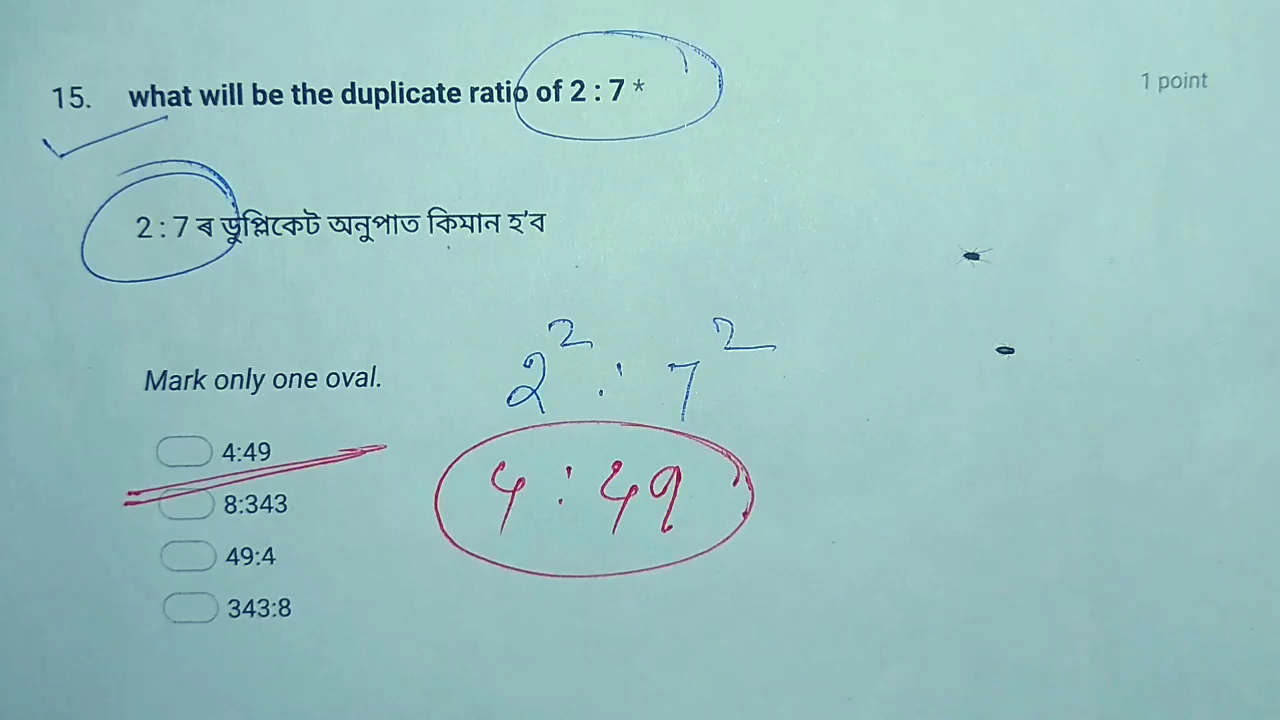 15. what will be the duplicate ratio of 2 : 7 *
1 point
2 : 7 ৰ ডুপ্লিকেট অনুপাত কিমান হ'ব
2² : 7²
Mark only one oval.
4:49
4 : 49
8:343
49:4
343:8